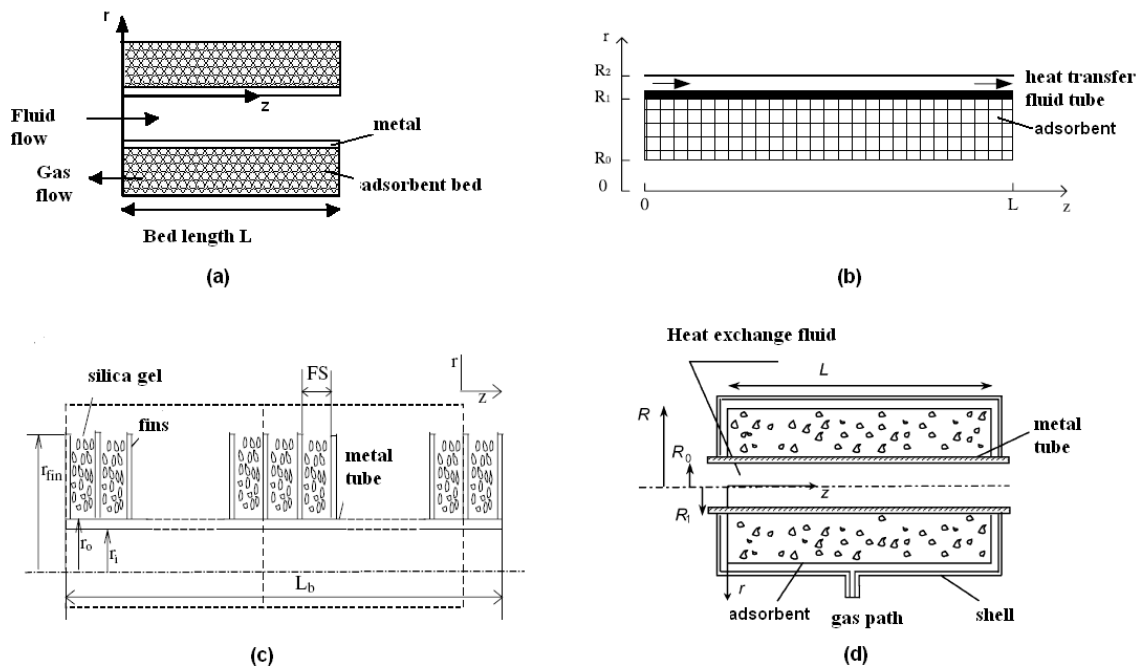 r
z
Fluid
flow
metal
Gas
flow
adsorbent bed
Bed length L
(a)
r
R2
R1
R0
0
0
L
z
heat transfer
fluid tube
adsorbent
(b)
silica gel
fins
FS
r
z
metal
tube
rfin
ro
ri
Lb
(c)
Heat exchange fluid
L
R
R0
metal
tube
z
R1
r
adsorbent
gas path
shell
(d)